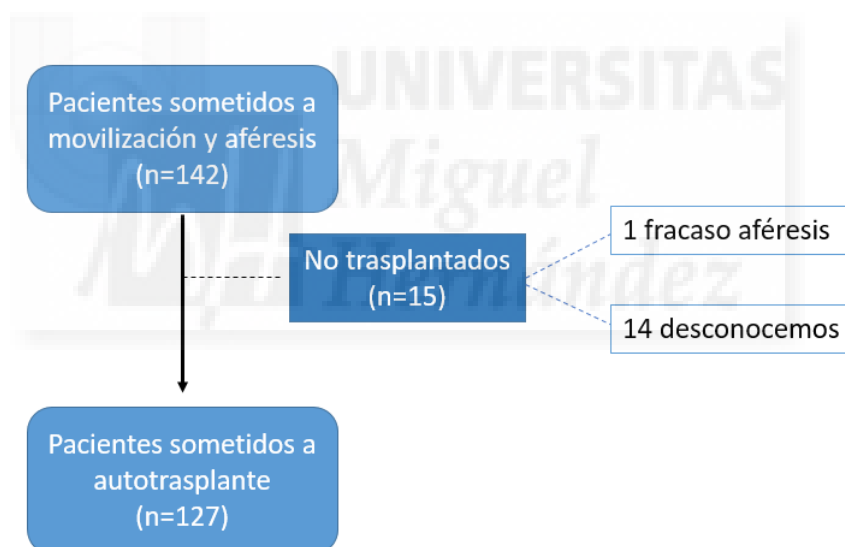 UNIVERSITAS
Miguel
Hernández
Pacientes sometidos a
movilización y aféresis
(n=142)
No trasplantados
(n=15)
1 fracaso aféresis
14 desconocemos
Pacientes sometidos a
autotrasplante
(n=127)